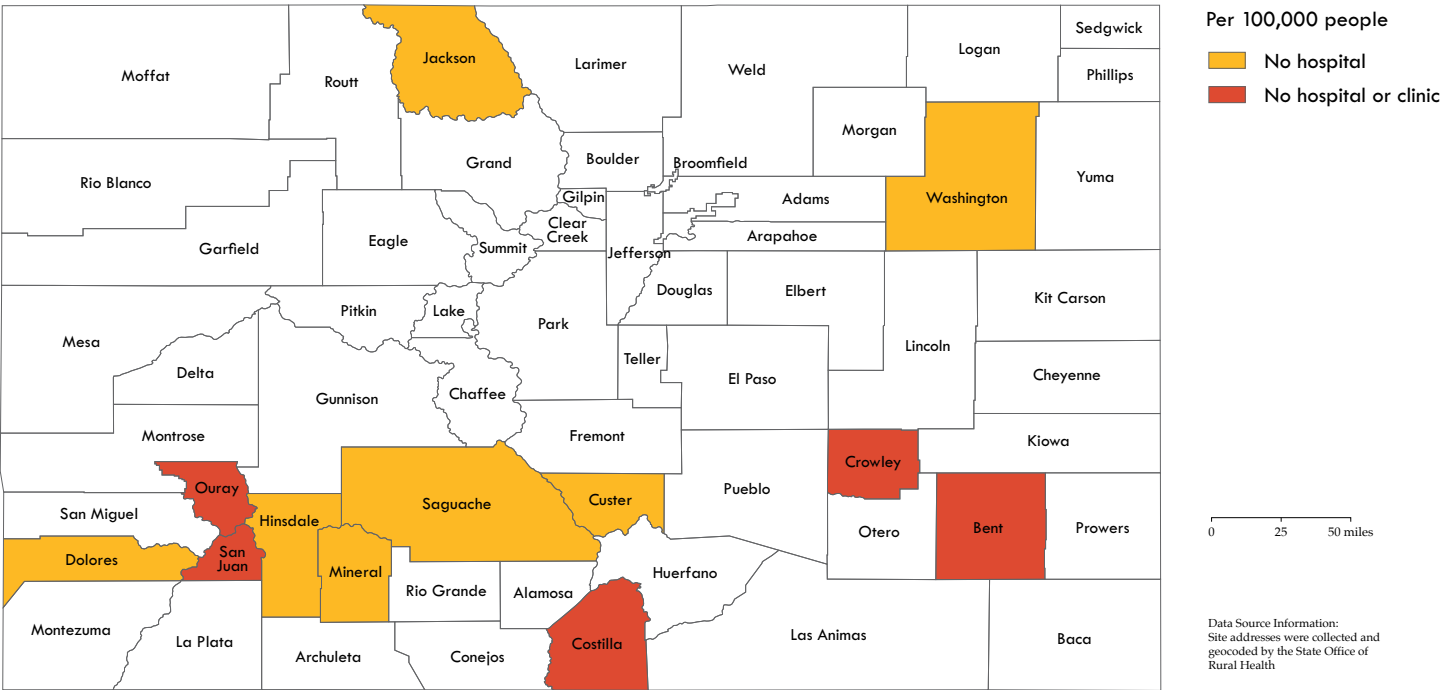 Per 100,000 people
No hospital
No hospital or clinic
Sedgwick
Logan
Jackson
Larimer
Weld
Moffat
Routt
Phillips
Morgan
Grand
Boulder
Broomfield
Yuma
Rio Blanco
Gilpin
Adams
Washington
Clear
Creek
Arapahoe
Eagle
Summit
Garfield
Jefferson
Douglas
Elbert
Kit Carson
Pitkin
Lake
Park
Mesa
Lincoln
Teller
Delta
El Paso
Cheyenne
Chaffee
Gunnison
Montrose
Fremont
Kiowa
Crowley
Ouray
Pueblo
Saguache
Custer
San Miguel
Hinsdale
Otero
Bent
Prowers
0
25
50 miles
San
Juan
Dolores
Mineral
Huerfano
Rio Grande
Alamosa
Montezuma
La Plata
Archuleta
Conejos
Costilla
Las Animas
Baca
Data Source Information:
Site addresses were collected and
geocoded by the State Office of
Rural Health